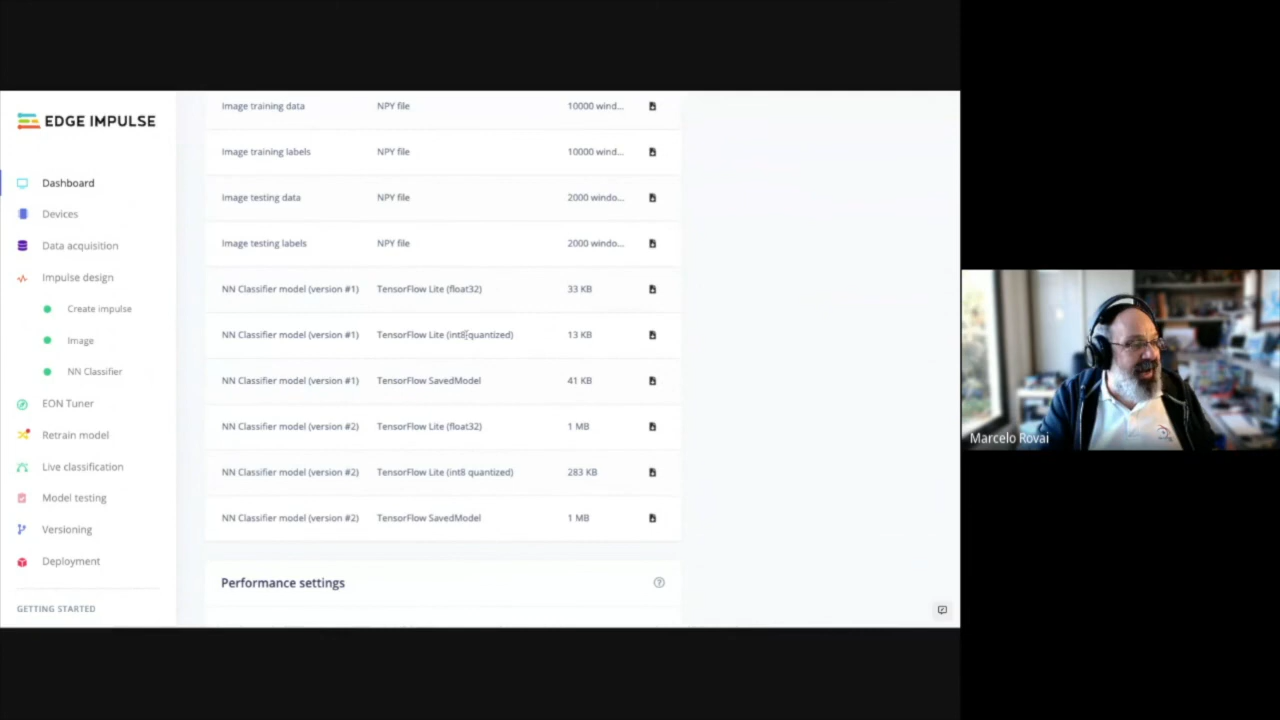 EDGE IMPULSE
Dashboard
Devices
Data acquisition
Impulse design
Create impulse
Image
NN Classifier
EON Tuner
Retrain model
Live classification
Model testing
Versioning
Deployment
GETTING STARTED
Image training data NPY file 10000 wind...
Image training labels NPY file 10000 wind...
Image testing data NPY file 2000 windo...
Image testing labels NPY file 2000 windo...
NN Classifier model (version #1) TensorFlow Lite (float32) 33 KB
NN Classifier model (version #1) TensorFlow Lite (int8 quantized) 13 KB
NN Classifier model (version #1) TensorFlow SavedModel 41 KB
NN Classifier model (version #2) TensorFlow Lite (float32) 1 MB
NN Classifier model (version #2) TensorFlow Lite (int8 quantized) 283 KB
NN Classifier model (version #2) TensorFlow SavedModel 1 MB
Performance settings
Marcelo Rovai